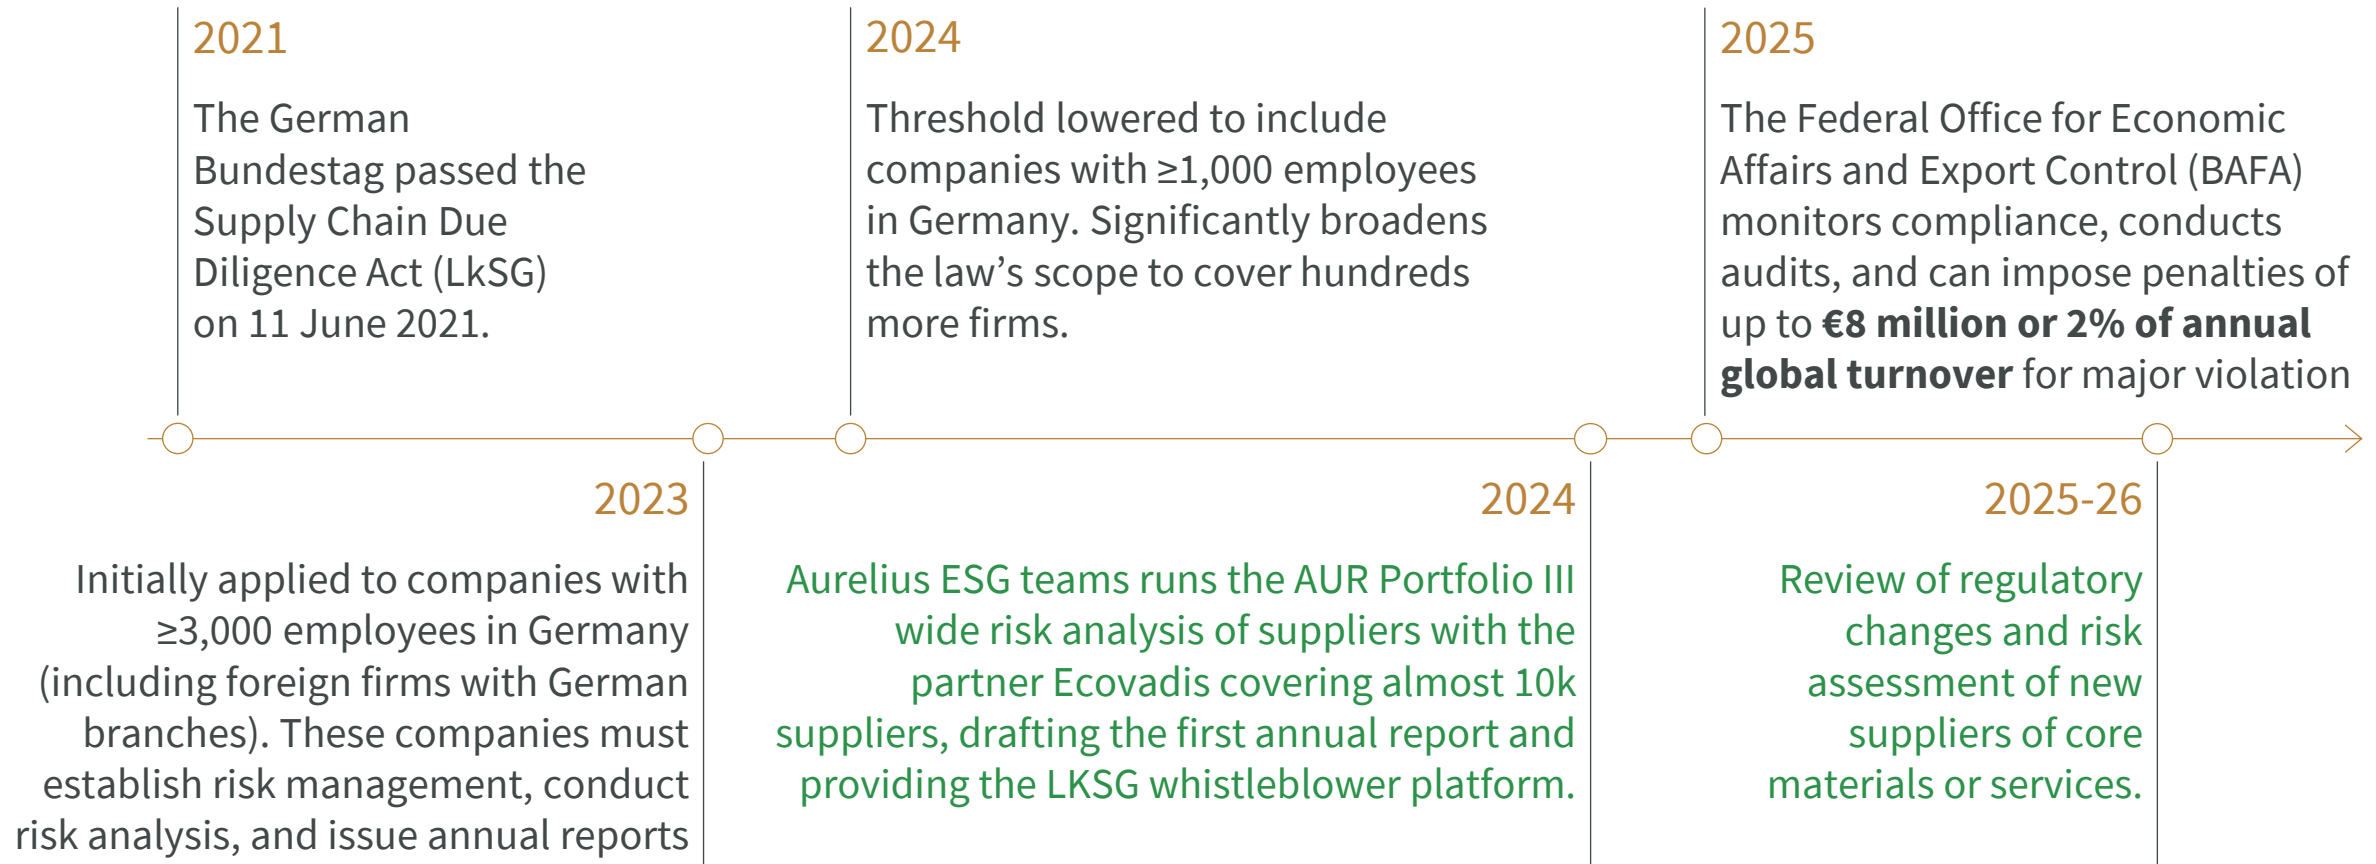 2021
The German
Bundestag passed the
Supply Chain Due
Diligence Act (LkSG)
on 11 June 2021.
2023
Initially applied to companies with
≥3,000 employees in Germany
(including foreign firms with German
branches). These companies must
establish risk management, conduct
risk analysis, and issue annual reports
2024
Threshold lowered to include
companies with ≥1,000 employees
in Germany. Significantly broadens
the law’s scope to cover hundreds
more firms.
2024
Aurelius ESG teams runs the AUR Portfolio III
wide risk analysis of suppliers with the
partner Ecovadis covering almost 10k
suppliers, drafting the first annual report and
providing the LKSG whistleblower platform.
2025
The Federal Office for Economic
Affairs and Export Control (BAFA)
monitors compliance, conducts
audits, and can impose penalties of
up to €8 million or 2% of annual
global turnover for major violation
2025-26
Review of regulatory
changes and risk
assessment of new
suppliers of core
materials or services.